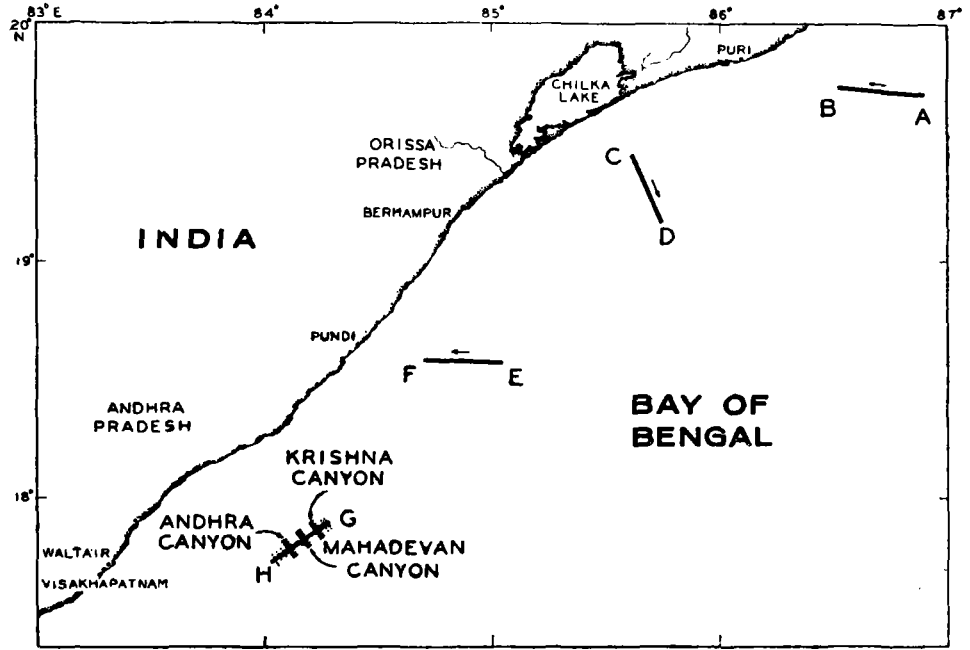 83° E
84°
85°
86°
87°
20°
N
PURI
CHILKA
LAKE
B
A
C
ORISSA
PRADESH
BERHAMPUR
D
INDIA
19°
PUNDI
F
E
ANDHRA
PRADESH
BAY OF
BENGAL
KRISHNA
CANYON
18°
G
ANDHRA
CANYON
MAHADEVAN
CANYON
H
WALTAIR
VISAKHAPATNAM